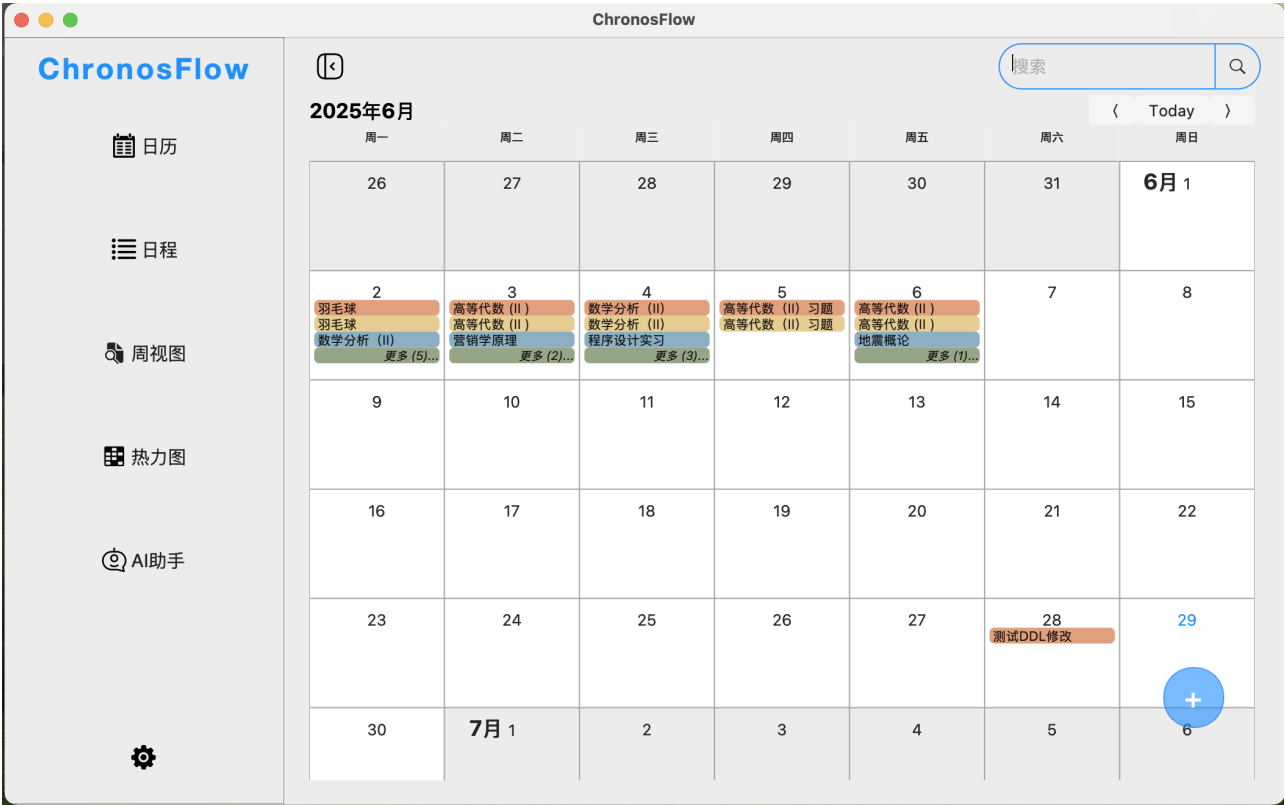 ChronosFlow
ChronosFlow
搜索
2025年6月
Today
周一 周二 周三 周四 周五 周六 周日
日历
日程
周视图
热力图
AI助手
26 27 28 29 30 31 6月 1
2 3 4 5 6 7 8
羽毛球 高等代数 (II ) 数学分析 (II) 高等代数 (II) 习题 高等代数 (II )
羽毛球 高等代数 (II ) 数学分析 (II) 高等代数 (II) 习题 高等代数 (II )
数学分析 (II) 营销学原理 程序设计实习 地震概论
更多 (5)... 更多 (2)... 更多 (3)... 更多 (1)...
9 10 11 12 13 14 15
16 17 18 19 20 21 22
23 24 25 26 27 28 29
测试DDL修改
+
30 7月 1 2 3 4 5 6